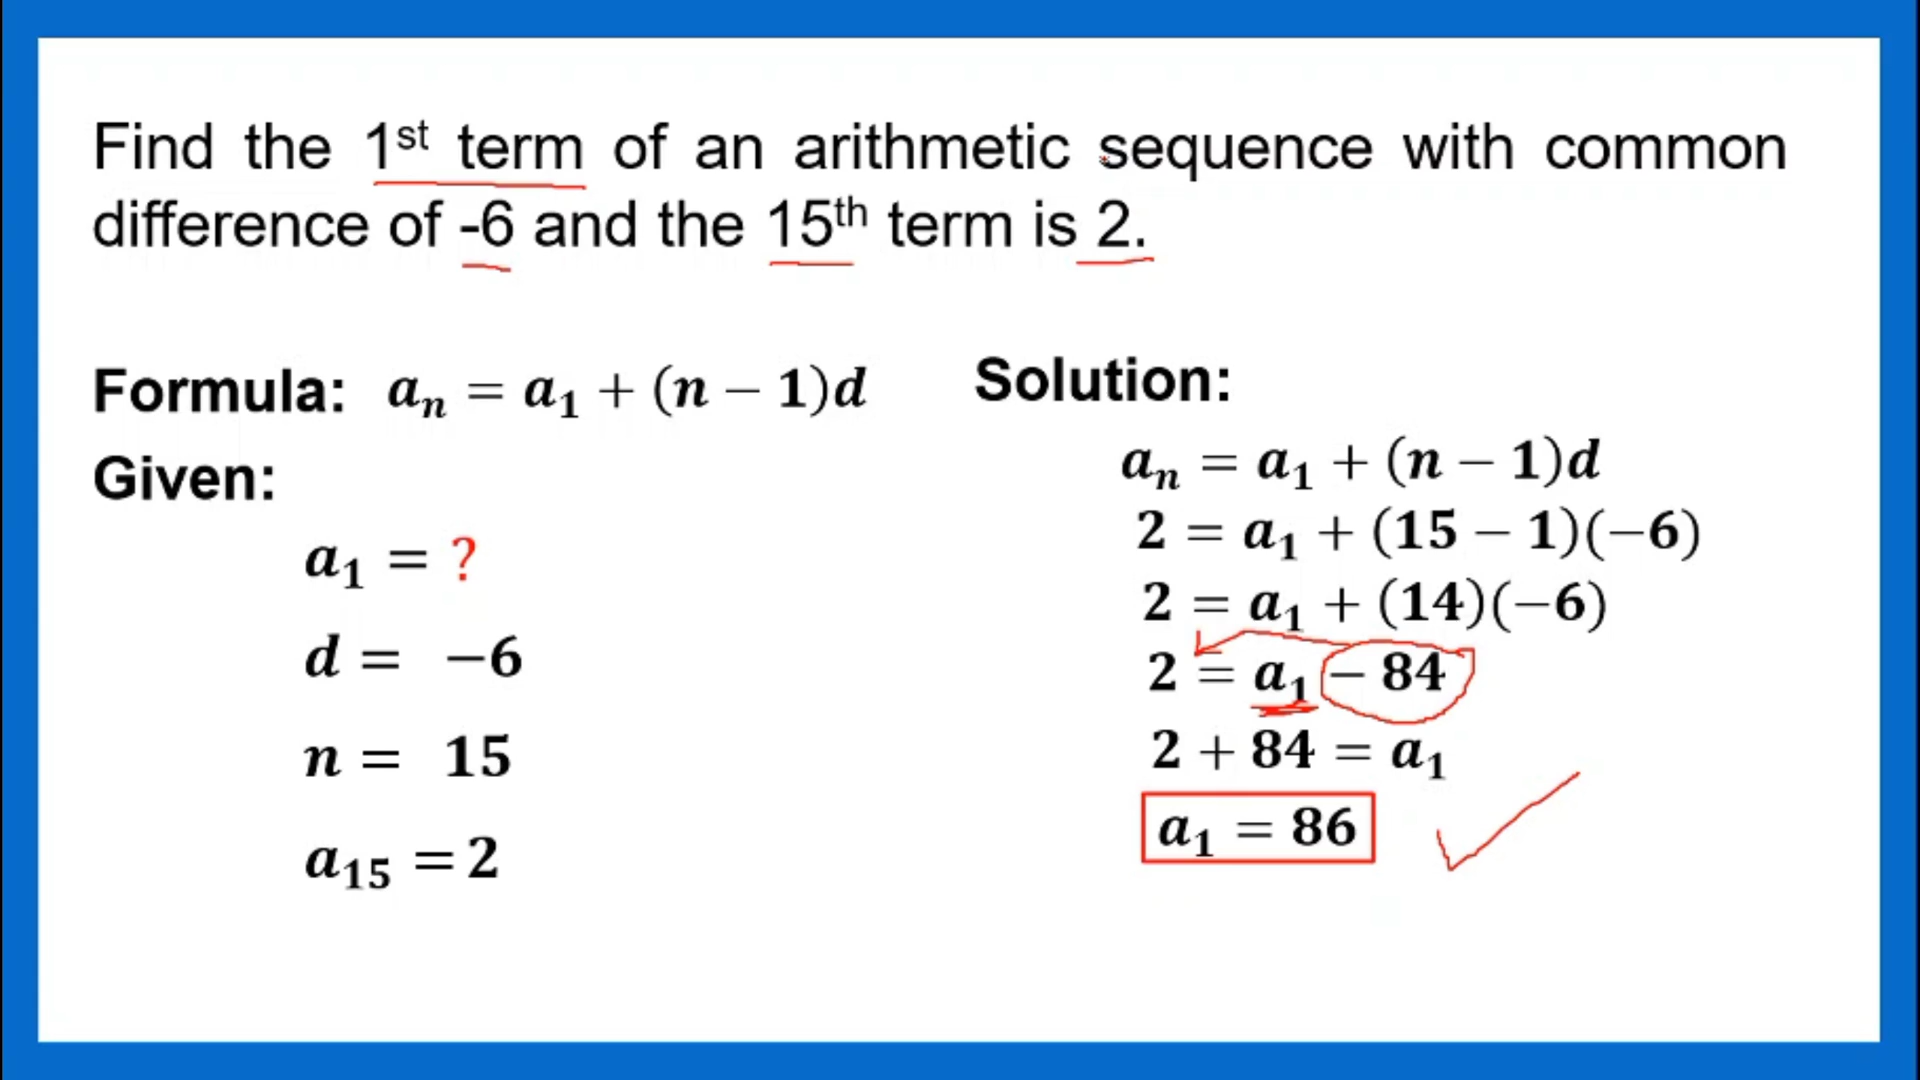 Find the 1st term of an arithmetic sequence with common
difference of -6 and the 15th term is 2.
Formula: aₙ = a₁ + (n − 1)d
Given:
a₁ = ?
d = −6
n = 15
a₁₅ = 2
Solution:
aₙ = a₁ + (n − 1)d
2 = a₁ + (15 − 1)(−6)
2 = a₁ + (14)(−6)
2 = a₁ − 84
2 + 84 = a₁
a₁ = 86